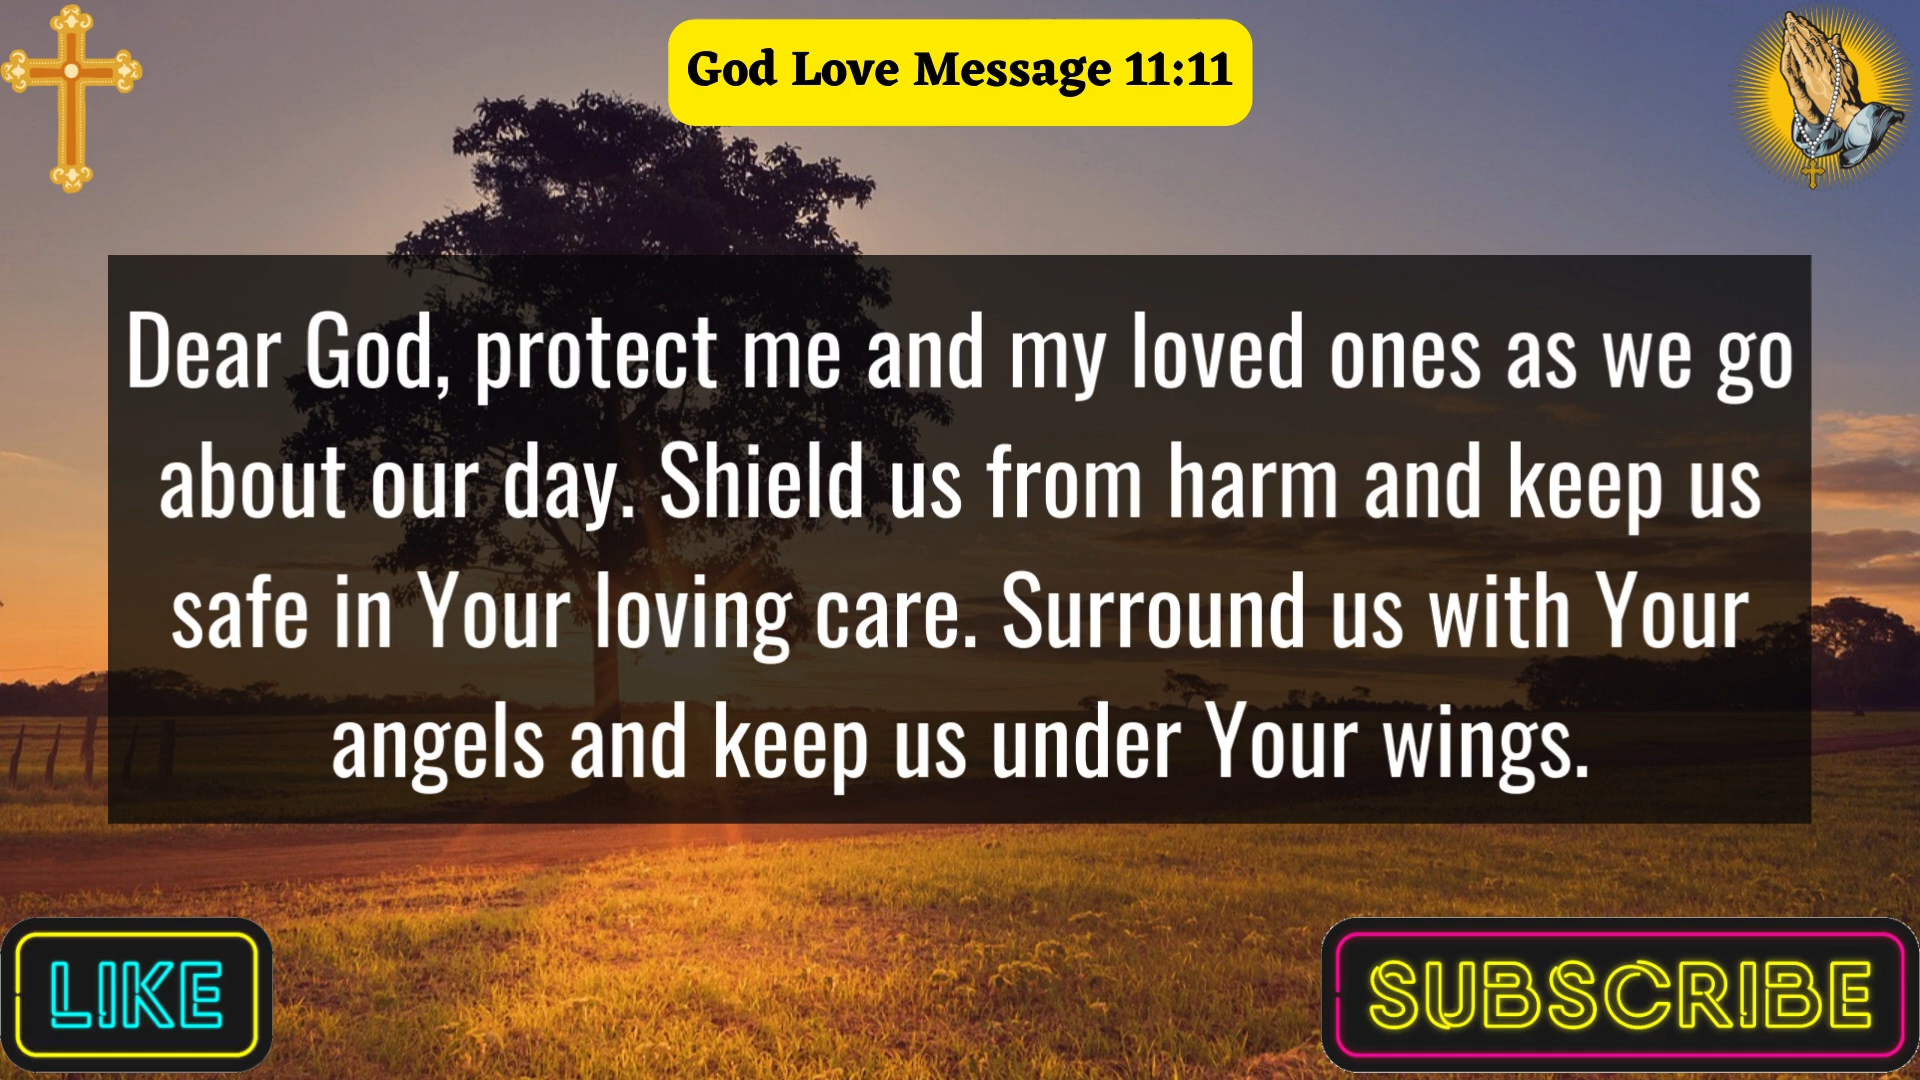 God Love Message 11:11
Dear God, protect me and my loved ones as we go
about our day. Shield us from harm and keep us
safe in Your loving care. Surround us with Your
angels and keep us under Your wings.
LIKE
SUBSCRIBE